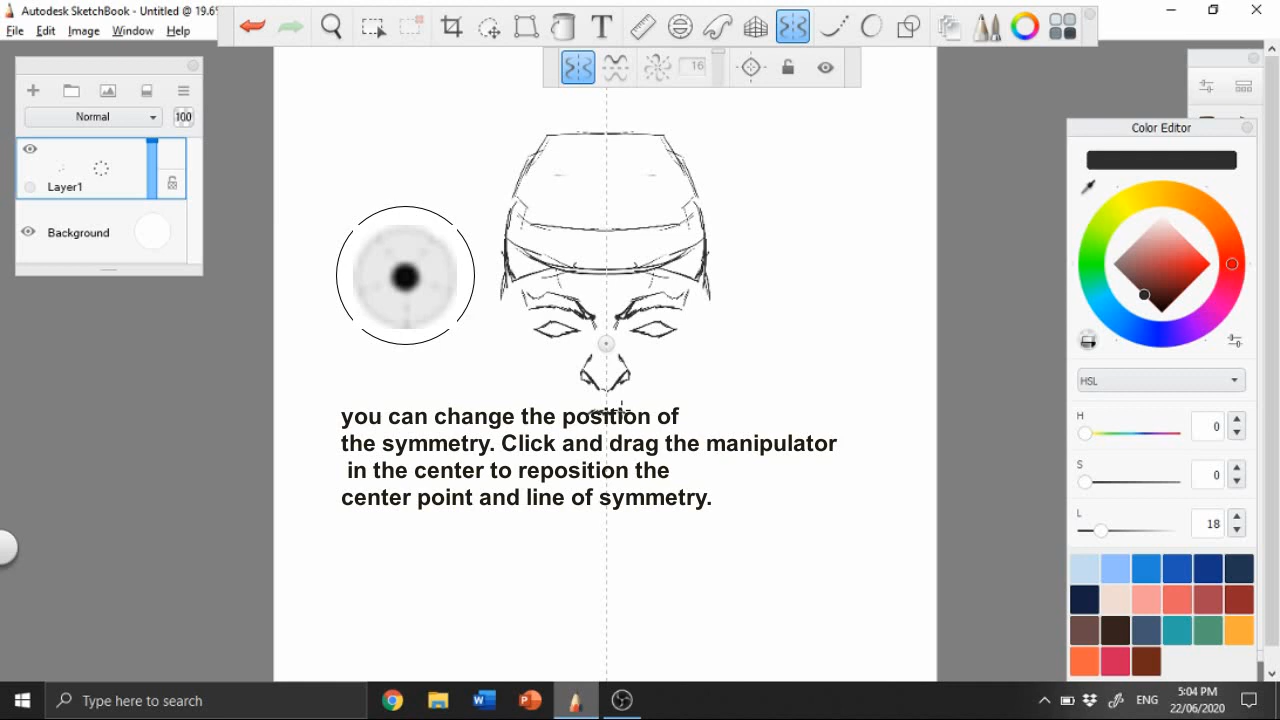 Autodesk SketchBook - Untitled @ 19.6%
File Edit Image Window Help
16
Normal
100
Layer1
Background
Color Editor
HSL
H 0
S 0
L 18
you can change the position of
the symmetry. Click and drag the manipulator
in the center to reposition the
center point and line of symmetry.
Type here to search
ENG
5:04 PM
22/06/2020